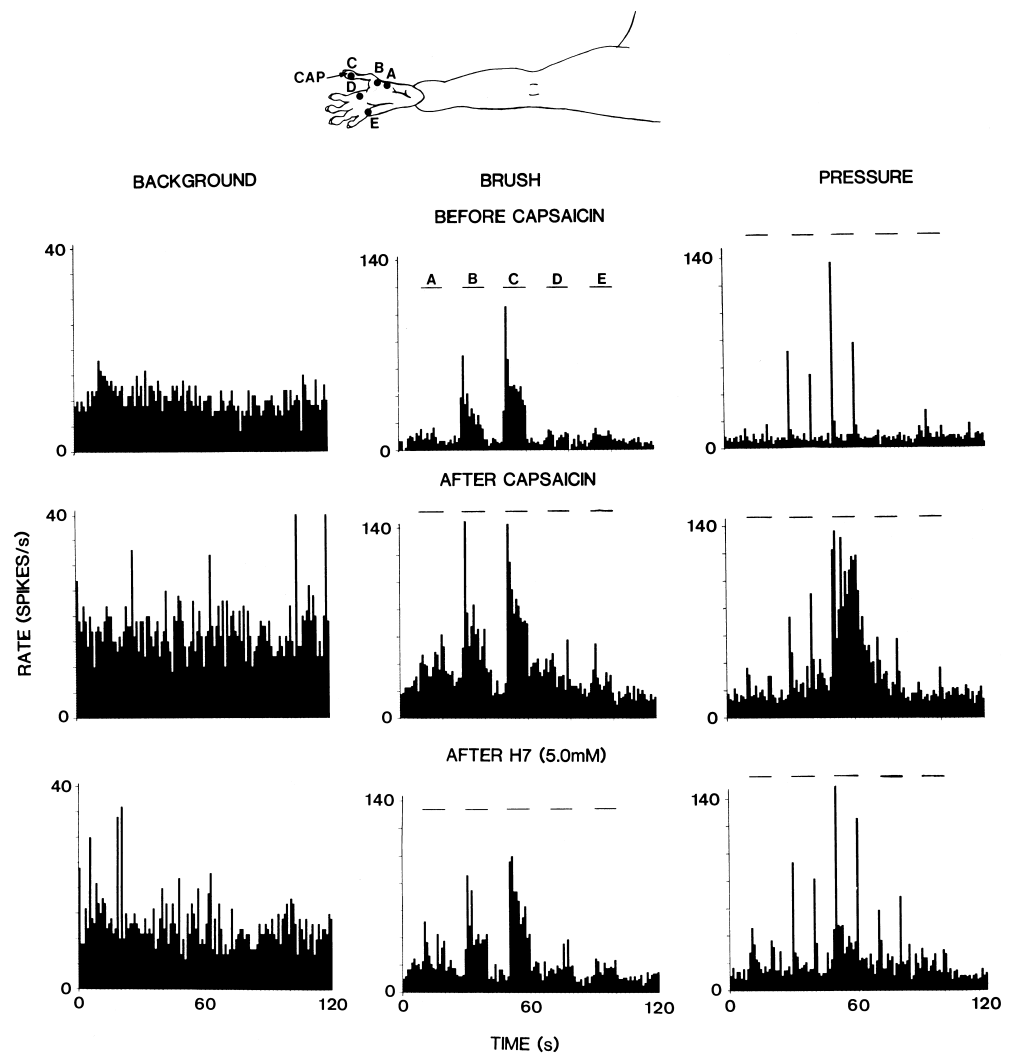 C
B
A
CAP
D
E
BACKGROUND
BRUSH
PRESSURE
BEFORE CAPSAICIN
40
0
140
A B C D E
0
140
0
AFTER CAPSAICIN
40
0
140
0
140
0
RATE (SPIKES/s)
AFTER H7 (5.0mM)
40
0
140
0
140
0
0 60 120
0 60 120
0 60 120
TIME (s)